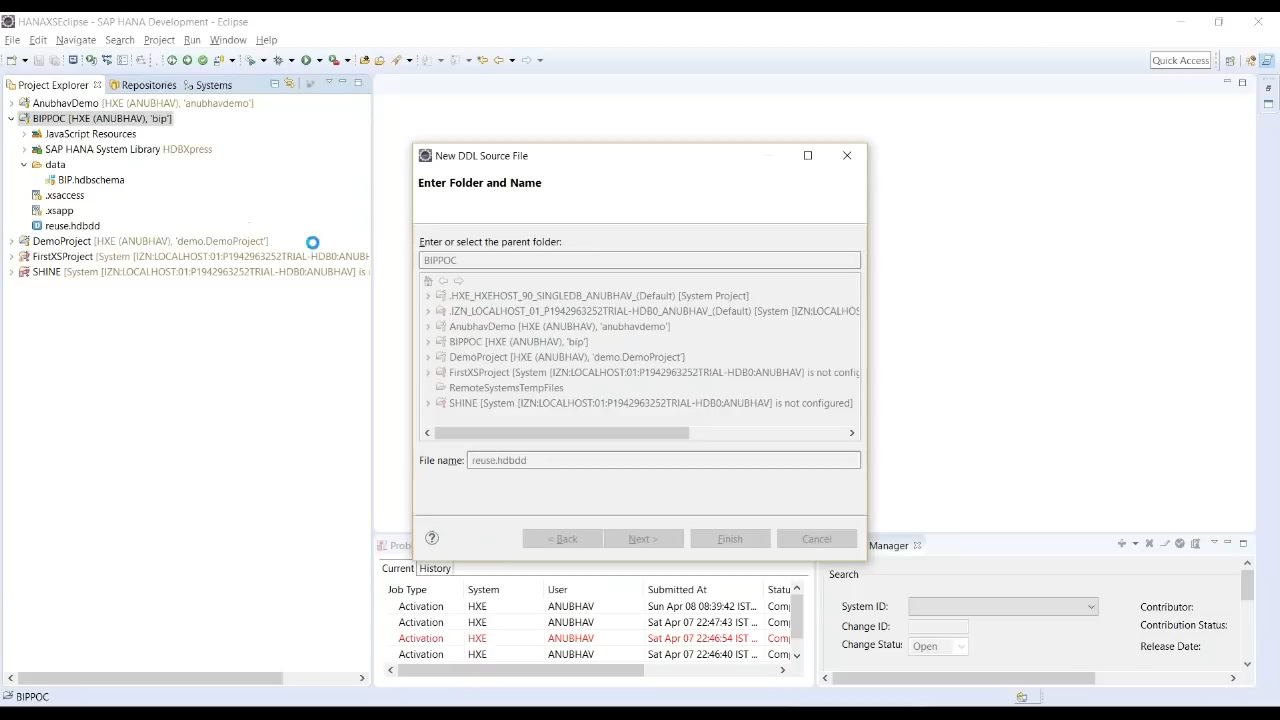 HANAXSEclipse - SAP HANA Development - Eclipse
File Edit Navigate Search Project Run Window Help
Quick Access
Project Explorer Repositories Systems
AnubhavDemo [HXE (ANUBHAV), 'anubhavdemo']
BIPPOC [HXE (ANUBHAV), 'bip']
JavaScript Resources
SAP HANA System Library HDBXpress
data
BIP.hdbschema
.xsaccess
.xsapp
reuse.hdbdd
DemoProject [HXE (ANUBHAV), 'demo.DemoProject']
FirstXSProject [System [IZN:LOCALHOST:01:P1942963252TRIAL-HDB0:ANUBH
SHINE [System [IZN:LOCALHOST:01:P1942963252TRIAL-HDB0:ANUBHAV] is
New DDL Source File
Enter Folder and Name
Enter or select the parent folder:
BIPPOC
.HXE_HXEHOST_90_SINGLEDB_ANUBHAV_(Default) [System Project]
.IZN_LOCALHOST_01_P1942963252TRIAL-HDB0_ANUBHAV_(Default) [System [IZN:LOCALHOS
AnubhavDemo [HXE (ANUBHAV), 'anubhavdemo']
BIPPOC [HXE (ANUBHAV), 'bip']
DemoProject [HXE (ANUBHAV), 'demo.DemoProject']
FirstXSProject [System [IZN:LOCALHOST:01:P1942963252TRIAL-HDB0:ANUBHAV] is not config
RemoteSystemsTempFiles
SHINE [System [IZN:LOCALHOST:01:P1942963252TRIAL-HDB0:ANUBHAV] is not configured]
File name: reuse.hdbdd
< Back Next > Finish Cancel
Prob
Manager
Current History
Job Type System User Submitted At Statu
Activation HXE ANUBHAV Sun Apr 08 08:39:42 IST... Comp
Activation HXE ANUBHAV Sat Apr 07 22:47:43 IST ... Comp
Activation HXE ANUBHAV Sat Apr 07 22:46:54 IST ... Comp
Activation HXE ANUBHAV Sat Apr 07 22:46:40 IST ... Comp
Search
System ID: Contributor:
Change ID: Contribution Status:
Change Status: Open Release Date:
BIPPOC